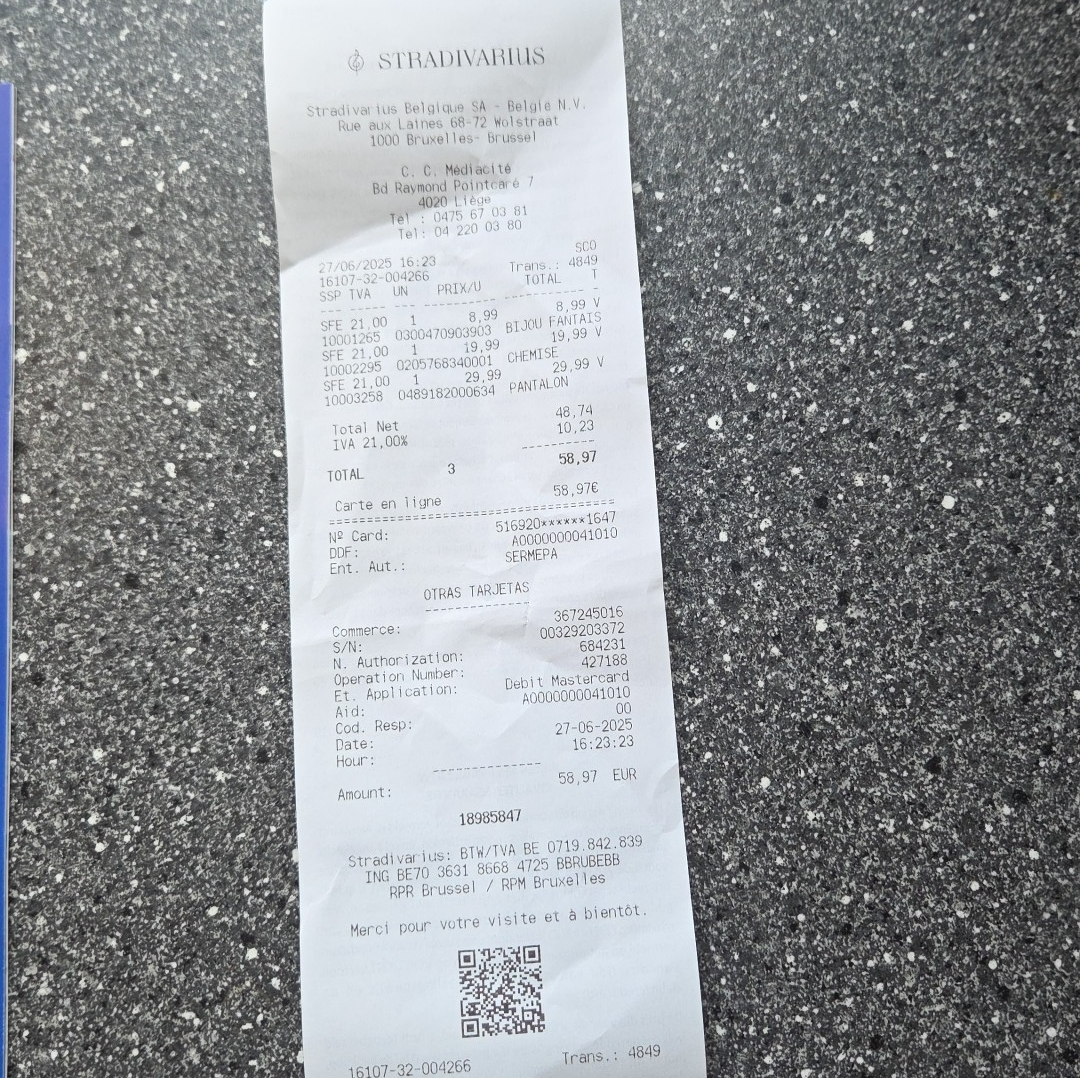 STRADIVARIUS
Stradivarius Belgique SA - België N.V.
Rue aux Laines 68-72 Wolstraat
1000 Bruxelles- Brussel
C. C. Médiacité
Bd Raymond Pointcaré 7
4020 Liège
Tel : 0475 67 03 81
Tel: 04 220 03 80
SCO
27/06/2025 16:23 Trans.: 4849
16107-32-004266
SSP TVA UN PRIX/U TOTAL T
SFE 21,00 1 8,99 8,99 V
10001265 0300470903903 BIJOU FANTAIS
SFE 21,00 1 19,99 19,99 V
10002295 0205768340001 CHEMISE
SFE 21,00 1 29,99 29,99 V
10003258 0489182000634 PANTALON
Total Net 48,74
IVA 21,00% 10,23
TOTAL 3 58,97
Carte en ligne 58,97€
Nº Card: 516920******1647
DDF: A0000000041010
Ent. Aut.: SERMEPA
OTRAS TARJETAS
Commerce: 367245016
S/N: 00329203372
N. Authorization: 684231
Operation Number: 427188
Et. Application: Debit Mastercard
Aid: A0000000041010
Cod. Resp: 00
Date: 27-06-2025
Hour: 16:23:23
Amount: 58,97 EUR
18985847
Stradivarius: BTW/TVA BE 0719.842.839
ING BE70 3631 8668 4725 BBRUBEBB
RPR Brussel / RPM Bruxelles
Merci pour votre visite et à bientôt.
16107-32-004266 Trans.: 4849